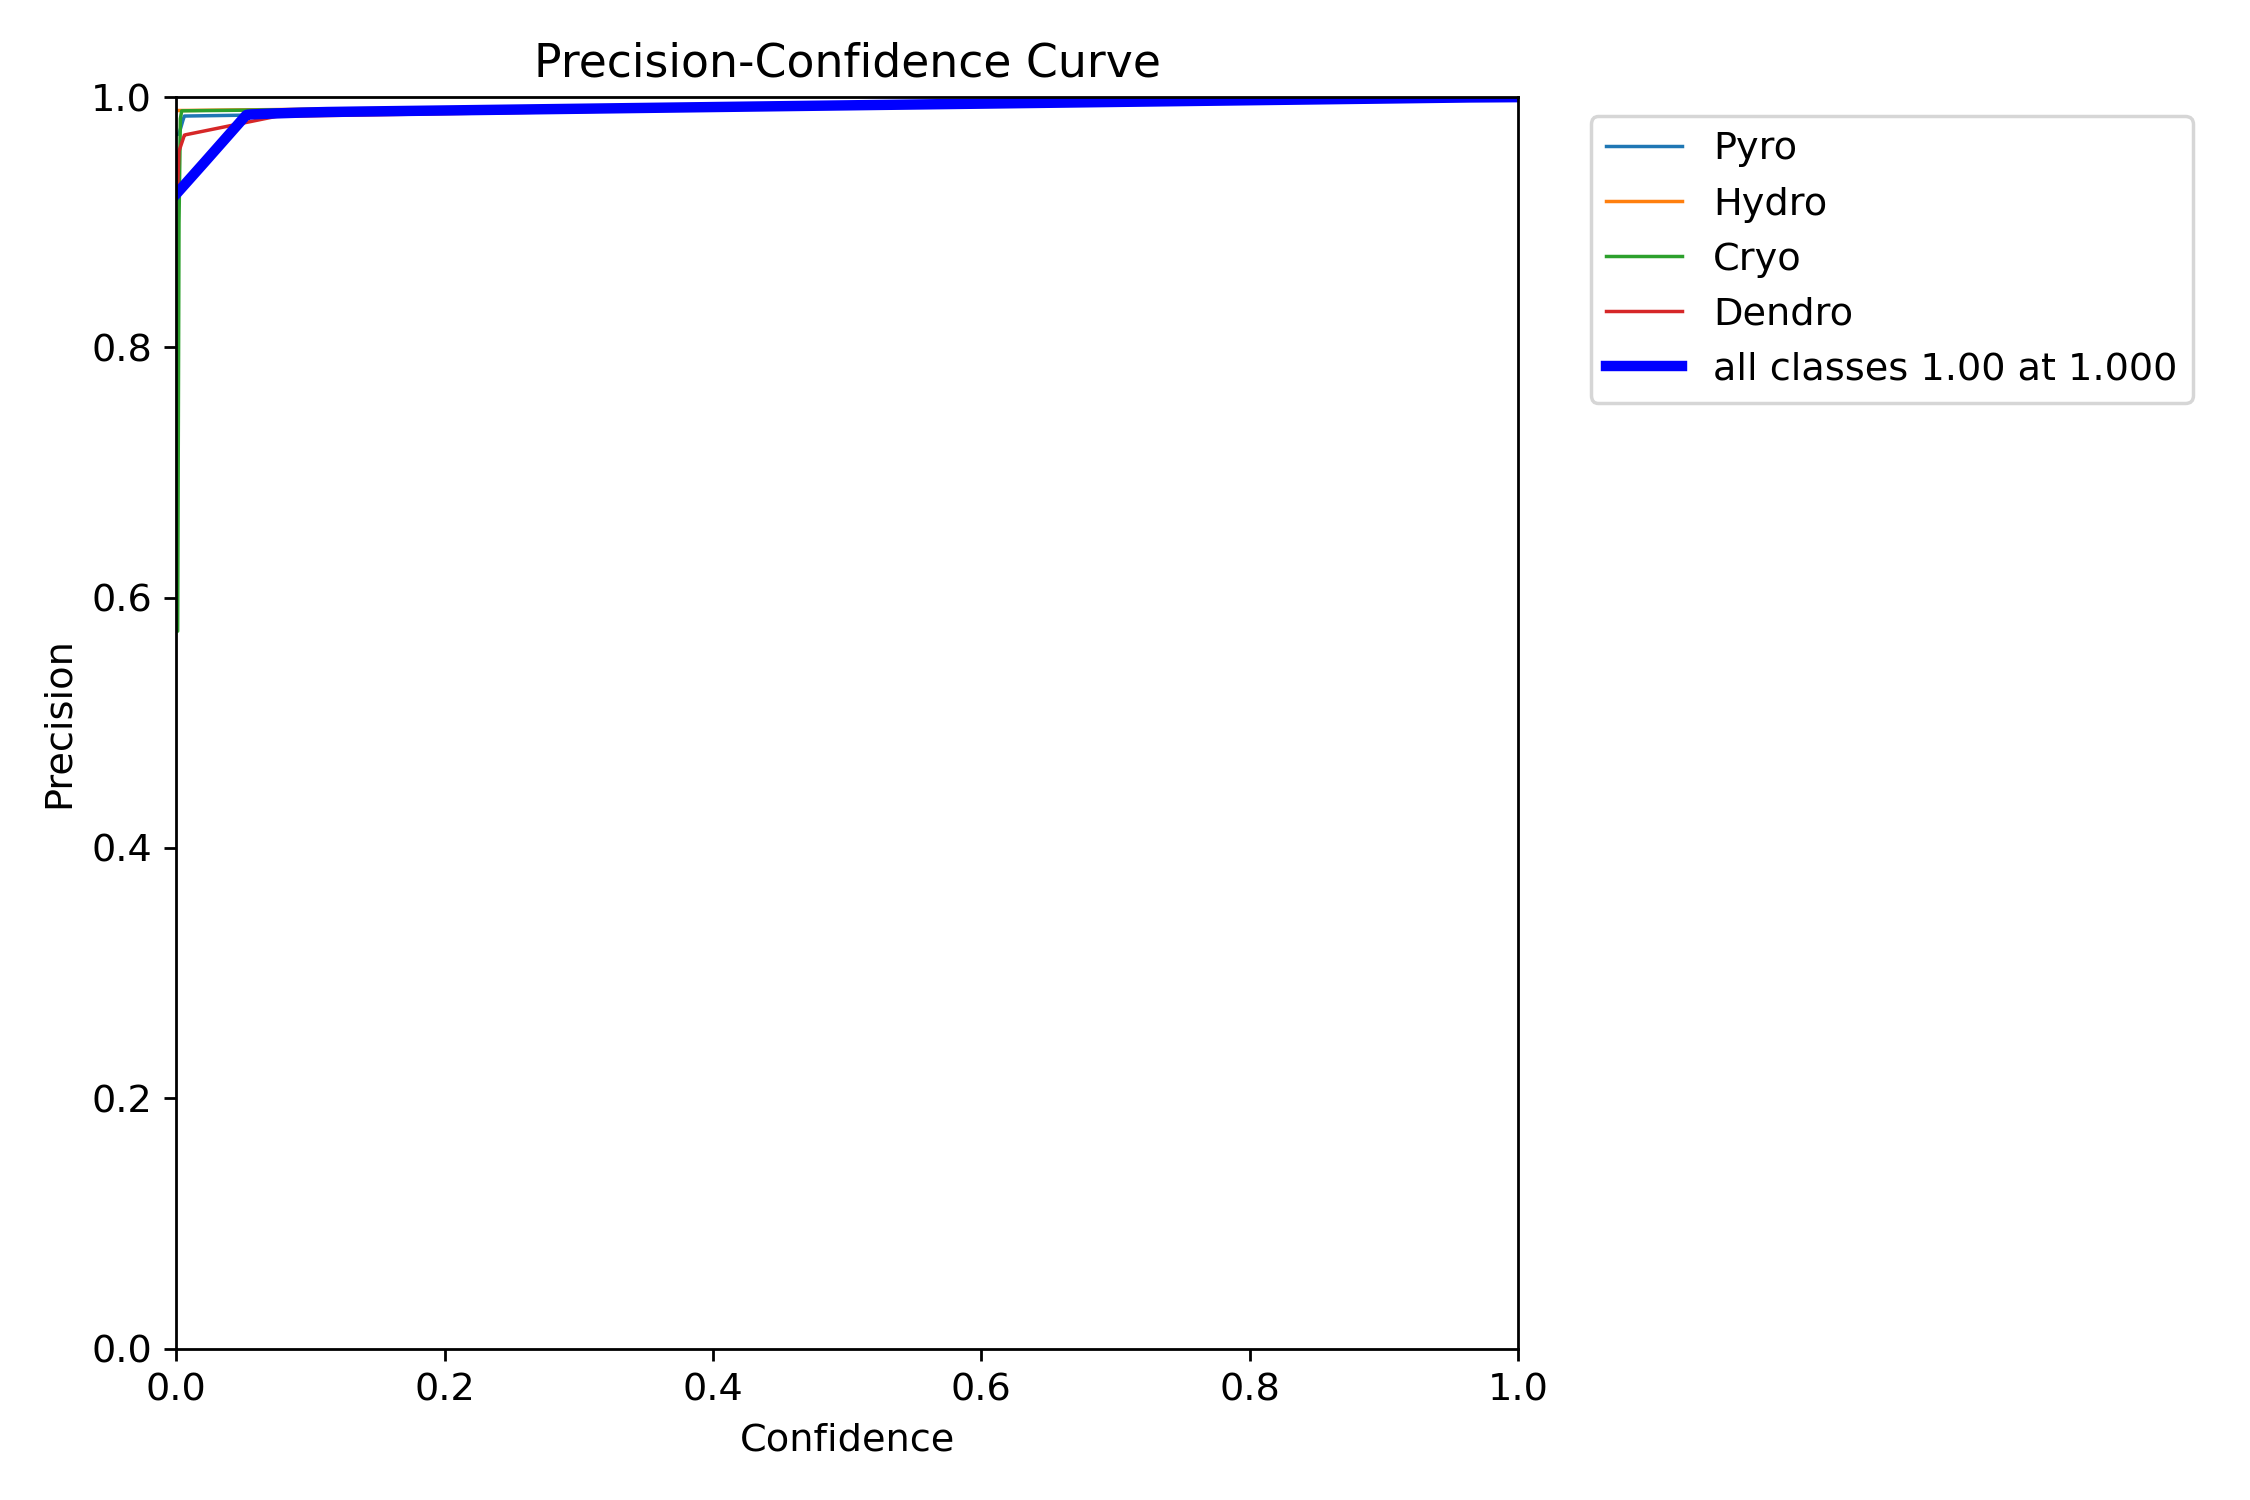 Precision-Confidence Curve
1.0
0.8
0.6
0.4
0.2
0.0
Precision
0.0 0.2 0.4 0.6 0.8 1.0
Confidence
Pyro
Hydro
Cryo
Dendro
all classes 1.00 at 1.000